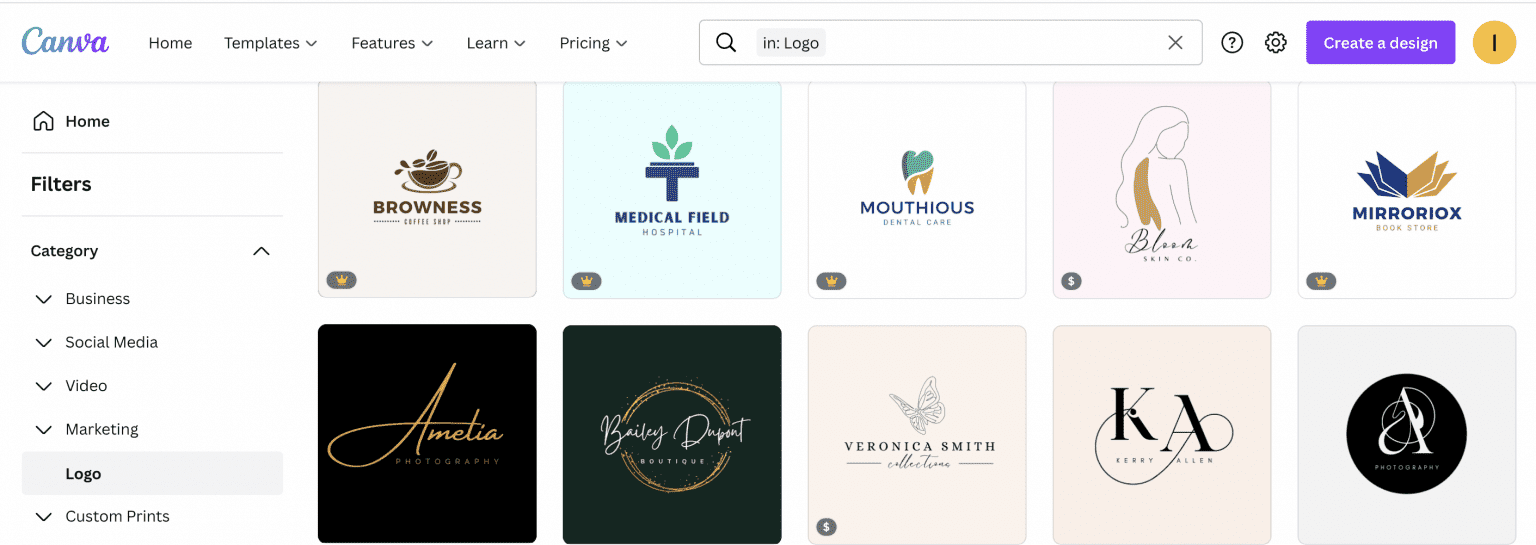 Canva
Home
Templates
Features
Learn
Pricing
in: Logo
Create a design
I
Home
Filters
Category
Business
Social Media
Video
Marketing
Logo
Custom Prints
BROWNESS
COFFEE SHOP
MEDICAL FIELD
HOSPITAL
MOUTHIOUS
DENTAL CARE
Bloom
SKIN CO.
$
MIRRORIOX
BOOK STORE
Amelia
PHOTOGRAPHY
Bailey Dupont
BOUTIQUE
VERONICA SMITH
collections
$
KA
KERRY ALLEN
A
PHOTOGRAPHY